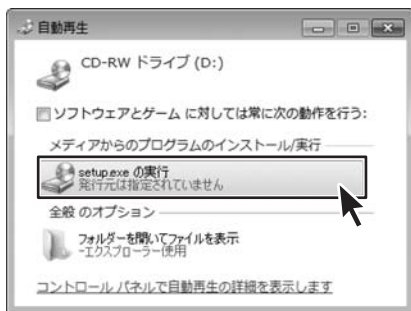 自動再生
CD-RW ドライブ (D:)
ソフトウェアとゲーム に対しては常に次の動作を行う:
メディアからのプログラムのインストール/実行
setup.exe の実行
発行元は指定されていません
全般 のオプション
フォルダーを開いてファイルを表示
-エクスプローラー使用
コントロール パネルで自動再生の詳細を表示します